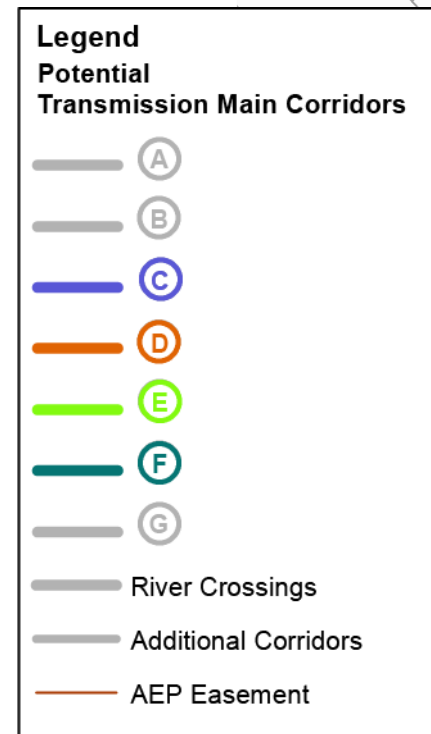 Legend
Potential
Transmission Main Corridors
A
B
C
D
E
F
G
River Crossings
Additional Corridors
AEP Easement